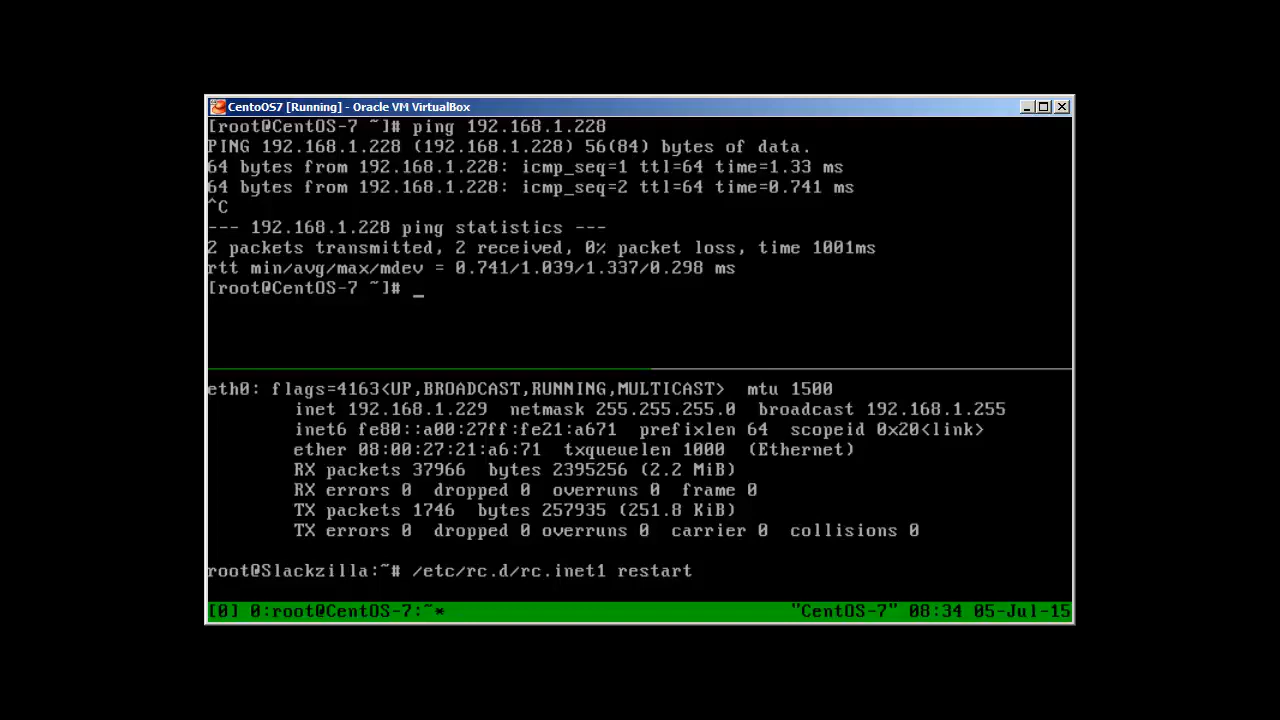 CentoOS7 [Running] - Oracle VM VirtualBox
[root@CentOS-7 ~]# ping 192.168.1.228
PING 192.168.1.228 (192.168.1.228) 56(84) bytes of data.
64 bytes from 192.168.1.228: icmp_seq=1 ttl=64 time=1.33 ms
64 bytes from 192.168.1.228: icmp_seq=2 ttl=64 time=0.741 ms
^C
--- 192.168.1.228 ping statistics ---
2 packets transmitted, 2 received, 0% packet loss, time 1001ms
rtt min/avg/max/mdev = 0.741/1.039/1.337/0.298 ms
[root@CentOS-7 ~]# _
eth0: flags=4163<UP,BROADCAST,RUNNING,MULTICAST>  mtu 1500
inet 192.168.1.229  netmask 255.255.255.0  broadcast 192.168.1.255
inet6 fe80::a00:27ff:fe21:a671  prefixlen 64  scopeid 0x20<link>
ether 08:00:27:21:a6:71  txqueuelen 1000  (Ethernet)
RX packets 37966  bytes 2395256 (2.2 MiB)
RX errors 0  dropped 0  overruns 0  frame 0
TX packets 1746  bytes 257935 (251.8 KiB)
TX errors 0  dropped 0 overruns 0  carrier 0  collisions 0
root@Slackzilla:~# /etc/rc.d/rc.inet1 restart
[0] 0:root@CentOS-7:~* "CentOS-7" 08:34 05-Jul-15